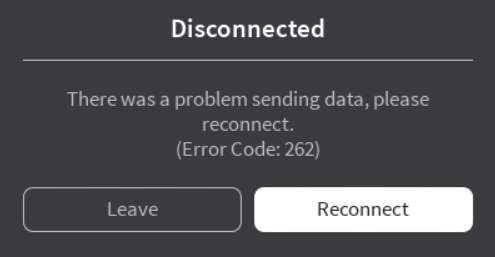 Disconnected
There was a problem sending data, please
reconnect.
(Error Code: 262)
Leave
Reconnect